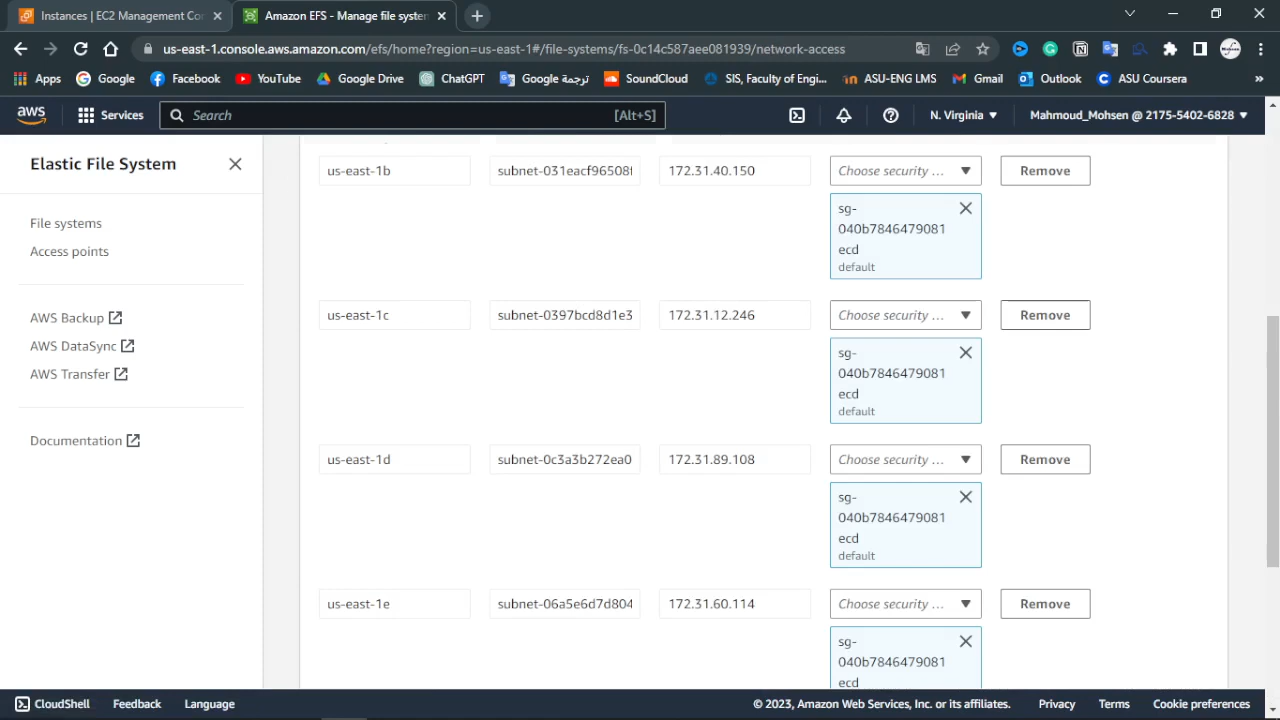 Instances | EC2 Management Co
Amazon EFS - Manage file system
us-east-1.console.aws.amazon.com/efs/home?region=us-east-1#/file-systems/fs-0c14c587aee081939/network-access
Apps
Google
Facebook
YouTube
Google Drive
ChatGPT
ترجمة Google
SoundCloud
SIS, Faculty of Engi...
ASU-ENG LMS
Gmail
Outlook
ASU Coursera
»
aws
Services
Search
[Alt+S]
N. Virginia
Mahmoud_Mohsen @ 2175-5402-6828
Elastic File System
File systems
Access points
AWS Backup
AWS DataSync
AWS Transfer
Documentation
us-east-1b
subnet-031eacf96508f
172.31.40.150
Choose security ...
Remove
sg-
040b7846479081
ecd
default
us-east-1c
subnet-0397bcd8d1e3
172.31.12.246
Choose security ...
Remove
sg-
040b7846479081
ecd
default
us-east-1d
subnet-0c3a3b272ea0
172.31.89.108
Choose security ...
Remove
sg-
040b7846479081
ecd
default
us-east-1e
subnet-06a5e6d7d804
172.31.60.114
Choose security ...
Remove
sg-
040b7846479081
ecd
CloudShell
Feedback
Language
© 2023, Amazon Web Services, Inc. or its affiliates.
Privacy
Terms
Cookie preferences